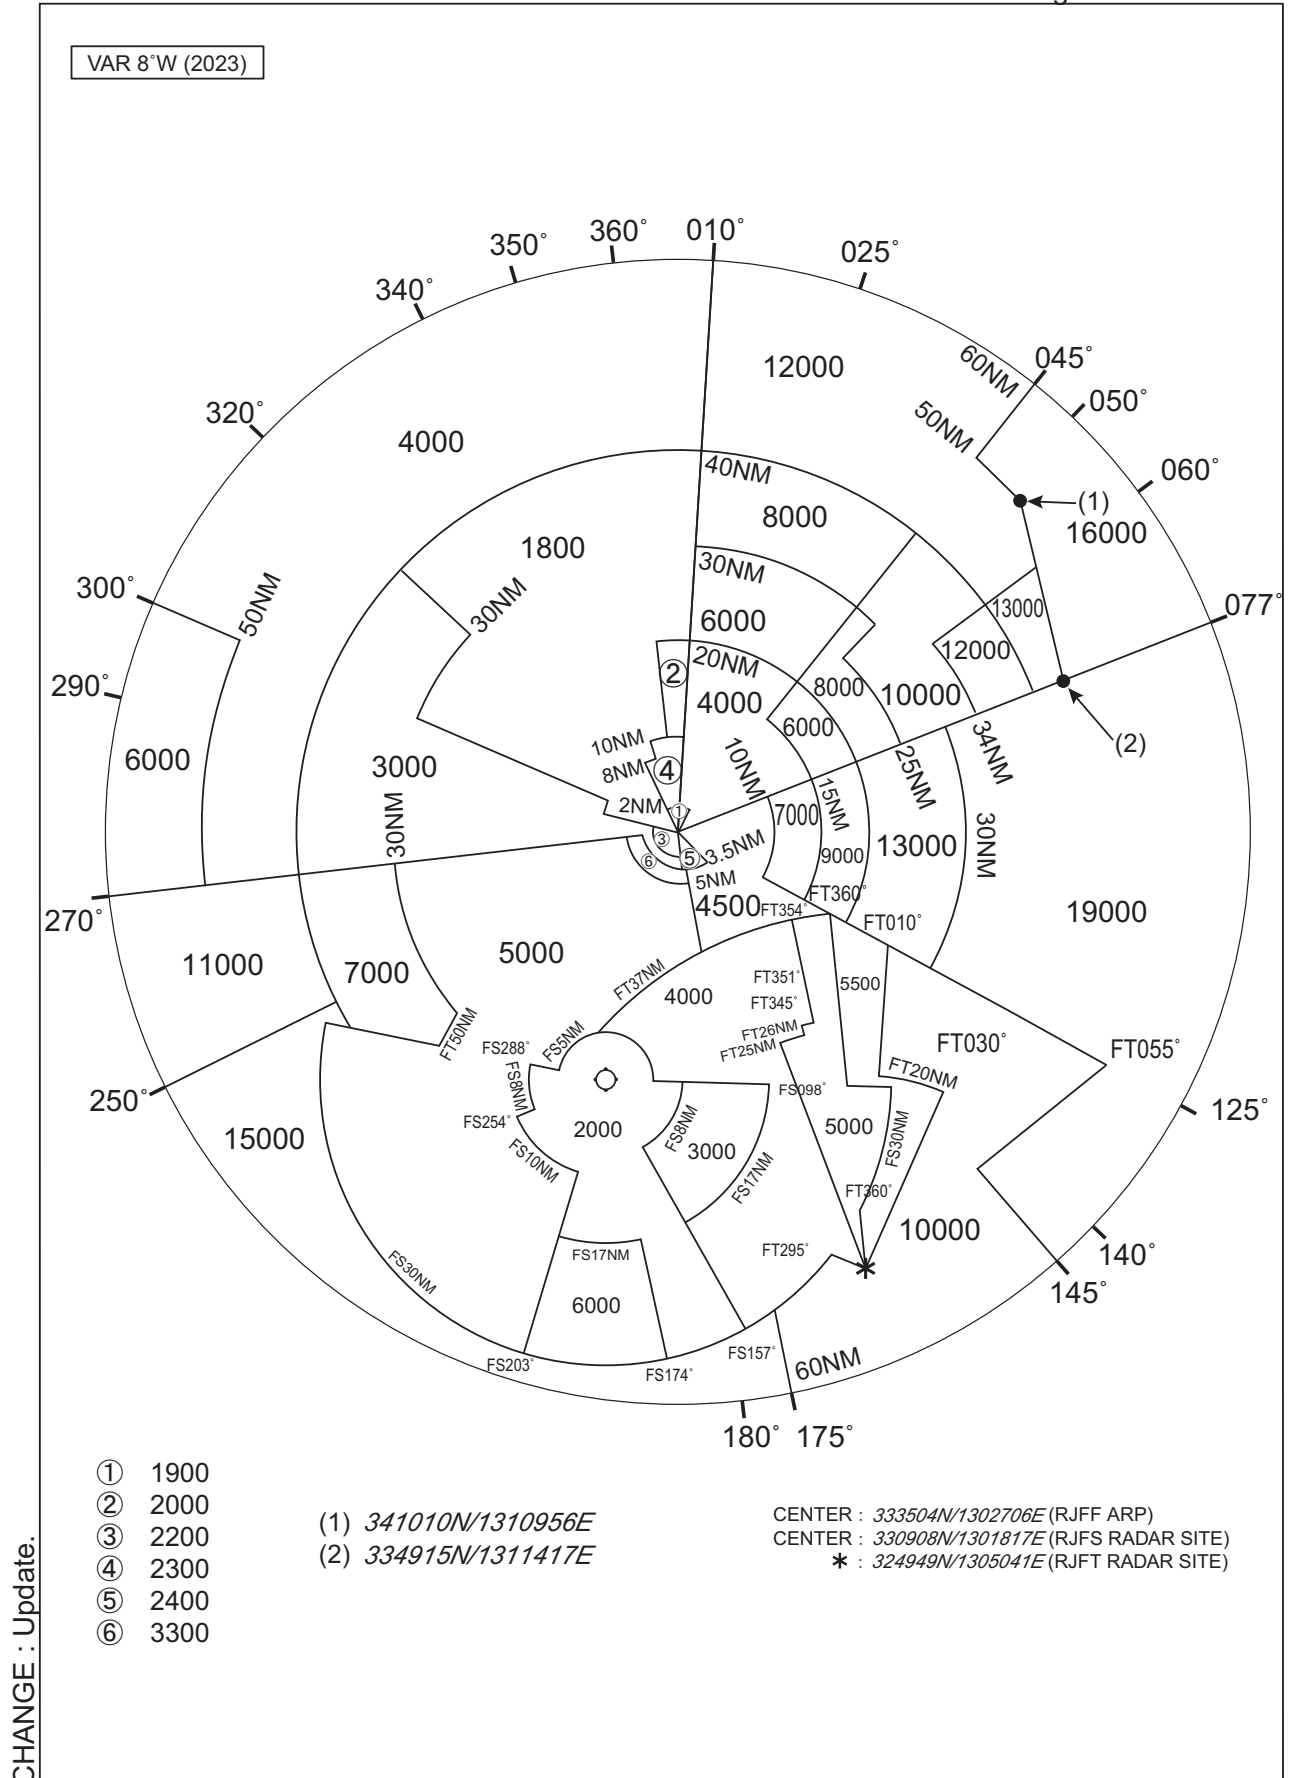 VAR 8°W (2023)
360°
010°
350°
025°
340°
045°
60NM
12000
050°
320°
50NM
4000
060°
40NM
(1)
8000
16000
1800
30NM
300°
50NM
30NM
077°
13000
6000
12000
20NM
②
290°
8000
10000
4000
6000
34NM
10NM
(2)
6000
3000
8NM
④
10NM
25NM
15NM
2NM
①
7000
30NM
③
3.5NM
13000
30NM
⑥
⑤
9000
5NM
FT360°
4500
FT354°
270°
FT010°
19000
5000
11000
7000
FT37NM
FT351°
5500
4000
FT345°
FT50NM
FS5NM
FT26NM
FT030°
FS288°
FT25NM
FT055°
FT20NM
FS8NM
FS098°
250°
125°
FS254°
2000
FS8NM
5000
15000
FS30NM
3000
FS10NM
FS17NM
FT360°
10000
FS17NM
FT295°
140°
FS30NM
145°
6000
FS157°
60NM
FS203°
FS174°
180°
175°
① 1900
② 2000
③ 2200
④ 2300
⑤ 2400
⑥ 3300
(1) 341010N/1310956E
(2) 334915N/1311417E
CENTER : 333504N/1302706E (RJFF ARP)
CENTER : 330908N/1301817E (RJFS RADAR SITE)
* : 324949N/1305041E (RJFT RADAR SITE)
CHANGE : Update.